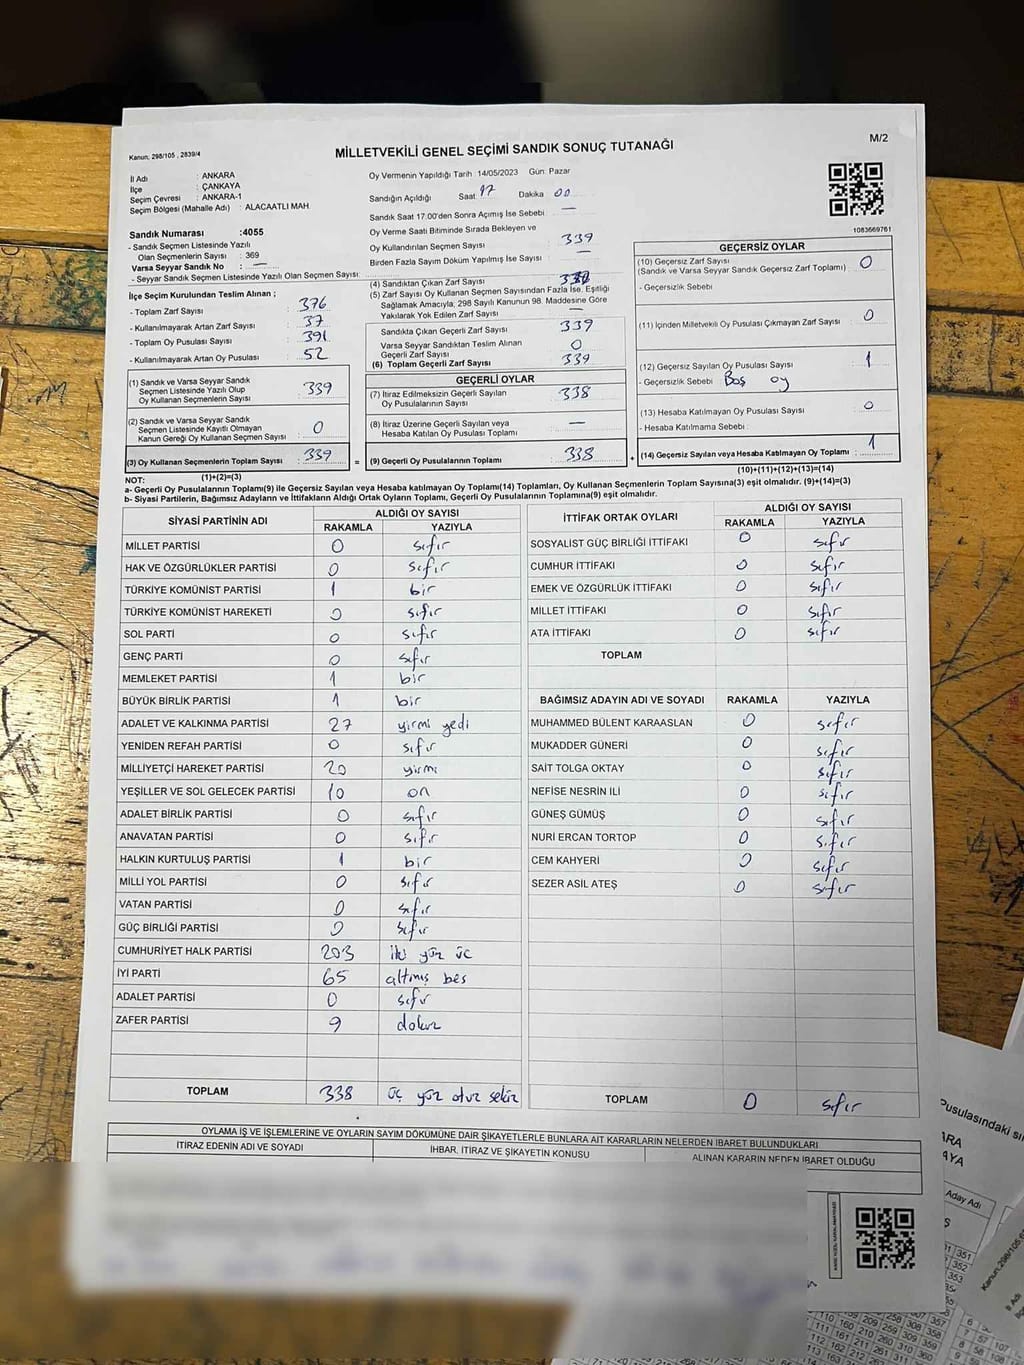 Kanun; 298/105 , 2839/4
MİLLETVEKİLİ GENEL SEÇİMİ SANDIK SONUÇ TUTANAĞI
M/2
İl Adı : ANKARA
İlçe : ÇANKAYA
Seçim Çevresi : ANKARA-1
Seçim Bölgesi (Mahalle Adı) : ALACAATLI MAH.
Sandık Numarası :4055
- Sandık Seçmen Listesinde Yazılı
Olan Seçmenlerin Sayısı : 369
Varsa Seyyar Sandık No : —
- Seyyar Sandık Seçmen Listesinde Yazılı Olan Seçmen Sayısı:
Oy Vermenin Yapıldığı Tarih : 14/05/2023 Gün: Pazar
Sandığın Açıldığı Saat 17 Dakika 00
Sandık Saat 17.00'den Sonra Açımış İse Sebebi : —
Oy Verme Saati Bitiminde Sırada Bekleyen ve
Oy Kullandırılan Seçmen Sayısı : 339
Birden Fazla Sayım Döküm Yapılmış İse Sayısı : —
1083669761
İlçe Seçim Kurulundan Teslim Alınan ;
- Toplam Zarf Sayısı : 376
- Kullanılmayarak Artan Zarf Sayısı : 37
- Toplam Oy Pusulası Sayısı : 391
- Kullanılmayarak Artan Oy Pusulası : 52
(4) Sandıktan Çıkan Zarf Sayısı :
(5) Zarf Sayısı Oy Kullanan Seçmen Sayısından Fazla İse, Eşitliği
Sağlamak Amacıyla, 298 Sayılı Kanunun 98. Maddesine Göre
Yakılarak Yok Edilen Zarf Sayısı : —
Sandıkta Çıkan Geçerli Zarf Sayısı : 339
Varsa Seyyar Sandıktan Teslim Alınan
Geçerli Zarf Sayısı : 0
(6) Toplam Geçerli Zarf Sayısı : 339
GEÇERSİZ OYLAR
(10) Geçersiz Zarf Sayısı : 0
(Sandık ve Varsa Seyyar Sandık Geçersiz Zarf Toplamı)
- Geçersizlik Sebebi :
(11) İçinden Milletvekili Oy Pusulası Çıkmayan Zarf Sayısı : 0
(12) Geçersiz Sayılan Oy Pusulası Sayısı : 1
- Geçersizlik Sebebi : Boş oy
(13) Hesaba Katılmayan Oy Pusulası Sayısı : 0
- Hesaba Katılmama Sebebi :
(14) Geçersiz Sayılan veya Hesaba Katılmayan Oy Toplamı : 1
(10)+(11)+(12)+(13)=(14)
(1) Sandık ve Varsa Seyyar Sandık
Seçmen Listesinde Yazılı Olup
Oy Kullanan Seçmenlerin Sayısı : 339
(2) Sandık ve Varsa Seyyar Sandık
Seçmen Listesinde Kayıtlı Olmayan
Kanun Gereği Oy Kullanan Seçmen Sayısı : 0
(3) Oy Kullanan Seçmenlerin Toplam Sayısı : 339 =
(1)+(2)=(3)
GEÇERLİ OYLAR
(7) İtiraz Edilmeksizin Geçerli Sayılan
Oy Pusulalarının Sayısı : 338
(8) İtiraz Üzerine Geçerli Sayılan veya
Hesaba Katılan Oy Pusulası Toplamı : —
(9) Geçerli Oy Pusulalarının Toplamı : 338 +
NOT:
a- Geçerli Oy Pusulalarının Toplamı(9) ile Geçersiz Sayılan veya Hesaba katılmayan Oy Toplamı(14) Toplamları, Oy Kullanan Seçmenlerin Toplam Sayısına(3) eşit olmalıdır. (9)+(14)=(3)
b- Siyasi Partilerin, Bağımsız Adayların ve İttifakların Aldığı Ortak Oyların Toplamı, Geçerli Oy Pusulalarının Toplamına(9) eşit olmalıdır.
SİYASİ PARTİNİN ADI ALDIĞI OY SAYISI
RAKAMLA YAZIYLA
MİLLET PARTİSİ 0 sıfır
HAK VE ÖZGÜRLÜKLER PARTİSİ 0 sıfır
TÜRKİYE KOMÜNİST PARTİSİ 1 bir
TÜRKİYE KOMÜNİST HAREKETİ 0 sıfır
SOL PARTİ 0 sıfır
GENÇ PARTİ 0 sıfır
MEMLEKET PARTİSİ 1 bir
BÜYÜK BİRLİK PARTİSİ 1 bir
ADALET VE KALKINMA PARTİSİ 27 yirmi yedi
YENİDEN REFAH PARTİSİ 0 sıfır
MİLLİYETÇİ HAREKET PARTİSİ 20 yirmi
YEŞİLLER VE SOL GELECEK PARTİSİ 10 on
ADALET BİRLİK PARTİSİ 0 sıfır
ANAVATAN PARTİSİ 0 sıfır
HALKIN KURTULUŞ PARTİSİ 1 bir
MİLLİ YOL PARTİSİ 0 sıfır
VATAN PARTİSİ 0 sıfır
GÜÇ BİRLİĞİ PARTİSİ 0 sıfır
CUMHURİYET HALK PARTİSİ 203 iki yüz üç
İYİ PARTİ 65 altmış beş
ADALET PARTİSİ 0 sıfır
ZAFER PARTİSİ 9 dokuz
TOPLAM 338 üç yüz otuz sekiz
İTTİFAK ORTAK OYLARI ALDIĞI OY SAYISI
RAKAMLA YAZIYLA
SOSYALİST GÜÇ BİRLİĞİ İTTİFAKI 0 sıfır
CUMHUR İTTİFAKI 0 sıfır
EMEK VE ÖZGÜRLÜK İTTİFAKI 0 sıfır
MİLLET İTTİFAKI 0 sıfır
ATA İTTİFAKI 0 sıfır
TOPLAM
BAĞIMSIZ ADAYIN ADI VE SOYADI RAKAMLA YAZIYLA
MUHAMMED BÜLENT KARAASLAN 0 sıfır
MUKADDER GÜNERİ 0 sıfır
SAİT TOLGA OKTAY 0 sıfır
NEFİSE NESRİN İLİ 0 sıfır
GÜNEŞ GÜMÜŞ 0 sıfır
NURİ ERCAN TORTOP 0 sıfır
CEM KAHYERİ 0 sıfır
SEZER ASİL ATEŞ 0 sıfır
TOPLAM 0 sıfır
OYLAMA İŞ VE İŞLEMLERİNE VE OYLARIN SAYIM DÖKÜMÜNE DAİR ŞİKAYETLERLE BUNLARA AİT KARARLARIN NELERDEN İBARET BULUNDUKLARI
İTİRAZ EDENİN ADI VE SOYADI İHBAR, İTİRAZ VE ŞİKAYETİN KONUSU ALINAN KARARIN NEDEN İBARET OLDUĞU
Pusulasındaki
ARA
AYA
Aday Adı
Kanun: 298/105
İl Adı